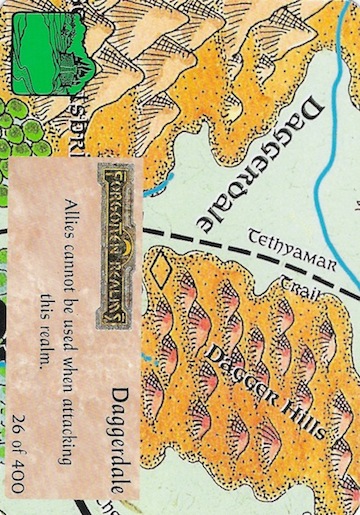 Daggerdale
Tethyamar
Trail
Dagger Hills
FORGOTTEN REALMS
Daggerdale
Allies cannot be used when attacking
this realm.
26 of 400